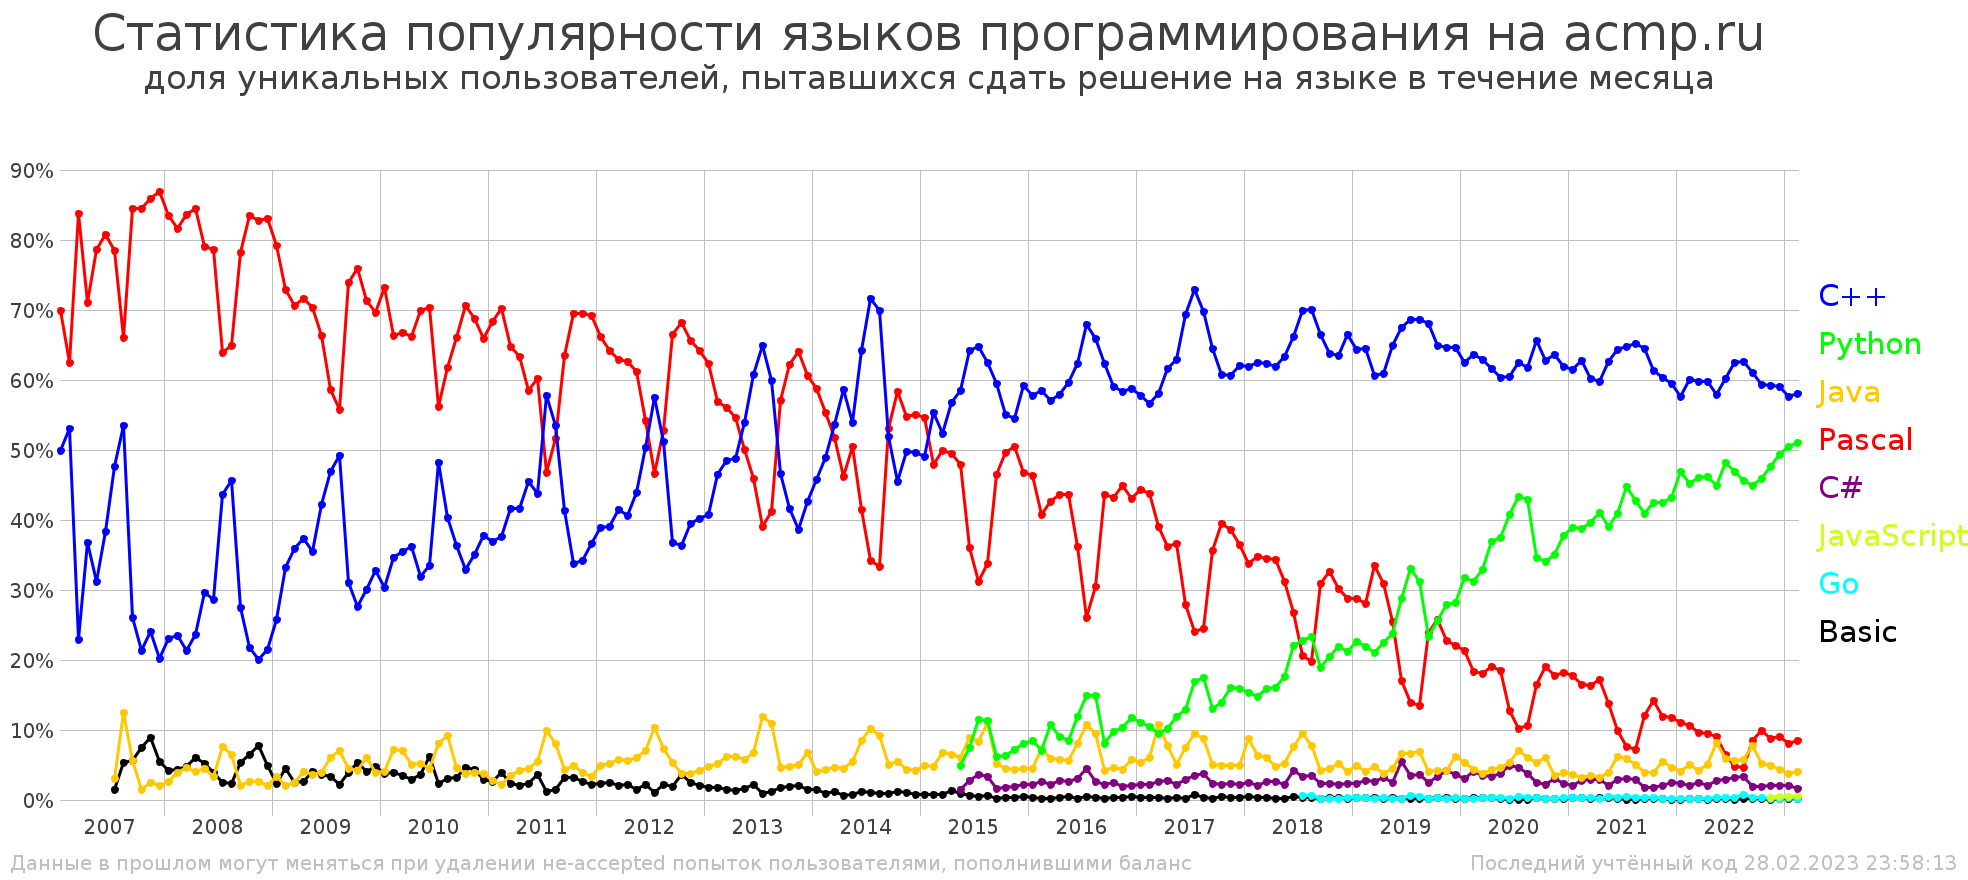 Статистика популярности языков программирования на acmp.ru
доля уникальных пользователей, пытавшихся сдать решение на языке в течение месяца
90%
80%
70%
60%
50%
40%
30%
20%
10%
0%
C++
Python
Java
Pascal
C#
JavaScript
Go
Basic
2007 2008 2009 2010 2011 2012 2013 2014 2015 2016 2017 2018 2019 2020 2021 2022
Данные в прошлом могут меняться при удалении не-accepted попыток пользователями, пополнившими баланс
Последний учтённый код 28.02.2023 23:58:13